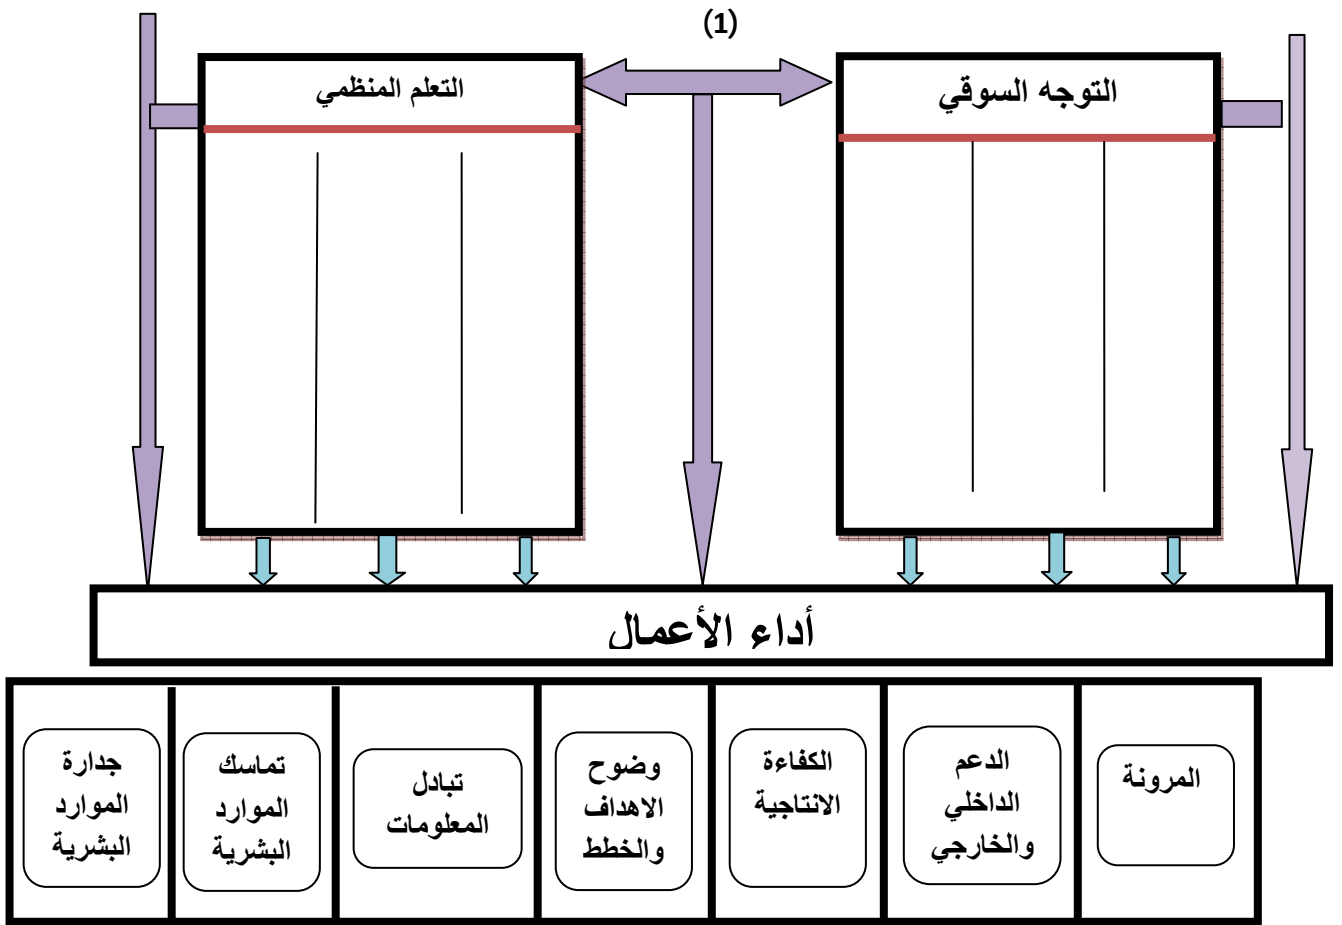 (1)
التوجه السوقي
التعلم المنظمي
أداء الأعمال
المرونة
الدعم
الداخلي
والخارجي
الكفاءة
الانتاجية
وضوح
الاهداف
والخطط
تبادل
المعلومات
تماسك
الموارد
البشرية
جدارة
الموارد
البشرية